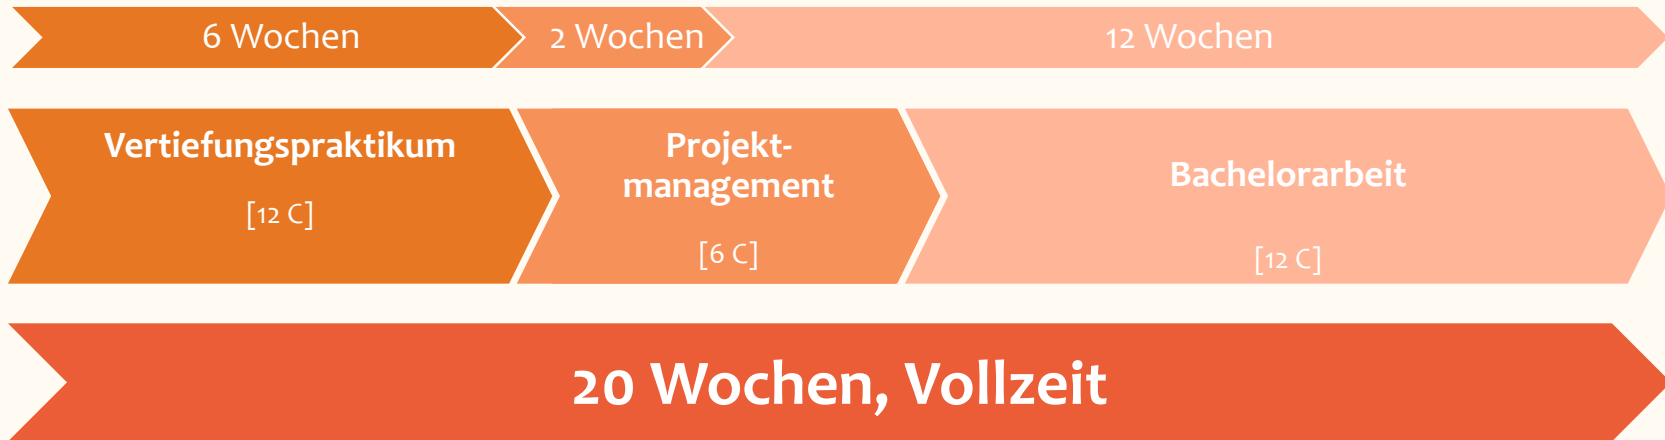 6 Wochen
2 Wochen
12 Wochen
Vertiefungspraktikum
[12 C]
Projekt-
management
[6 C]
Bachelorarbeit
[12 C]
20 Wochen, Vollzeit